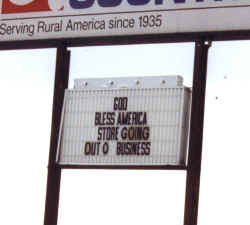 Serving Rural America since 1935
GOD
BLESS AMERICA
STORE GOING
OUT O BUSINESS